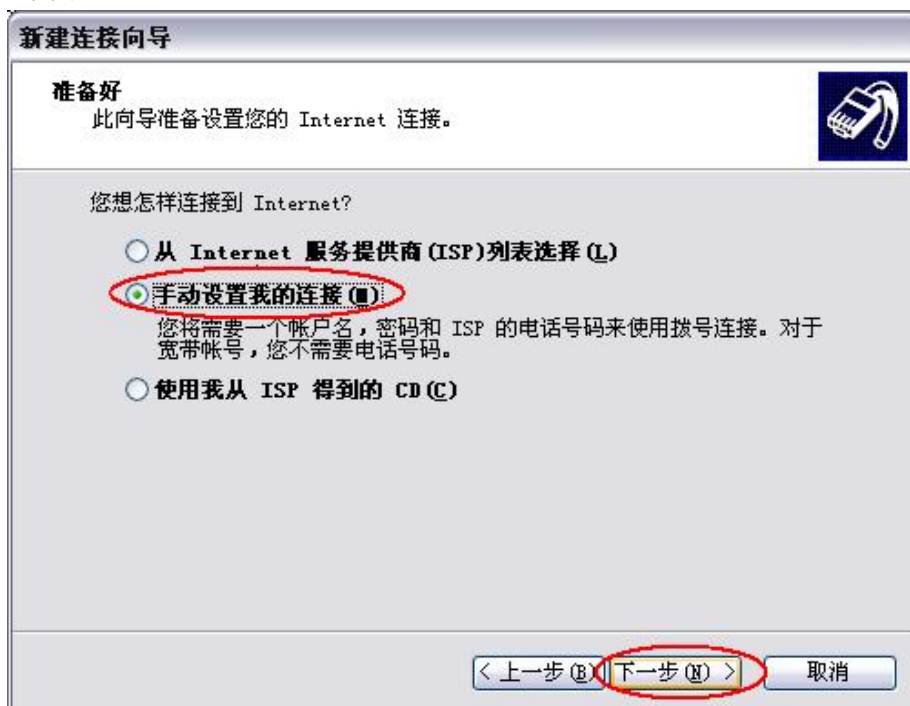 新建连接向导
准备好
此向导准备设置您的 Internet 连接。
您想怎样连接到 Internet?
从 Internet 服务提供商(ISP)列表选择(L)
手动设置我的连接(M)
您将需要一个帐户名，密码和 ISP 的电话号码来使用拨号连接。对于
宽带帐号，您不需要电话号码。
使用我从 ISP 得到的 CD(C)
< 上一步(B) 下一步(N) > 取消